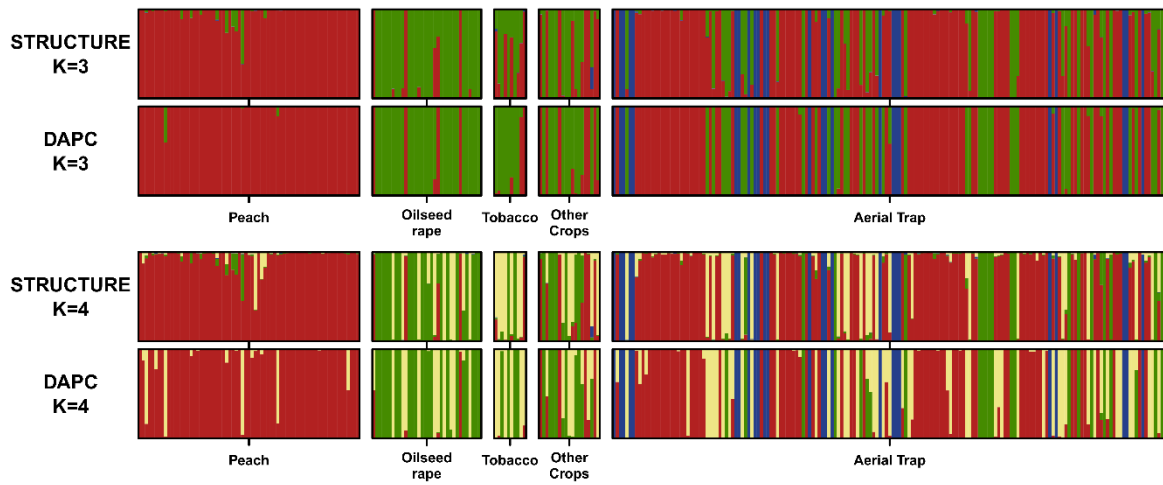 STRUCTURE
K=3
DAPC
K=3
Peach
Oilseed
rape
Tobacco
Other
Crops
Aerial Trap
STRUCTURE
K=4
DAPC
K=4
Peach
Oilseed
rape
Tobacco
Other
Crops
Aerial Trap